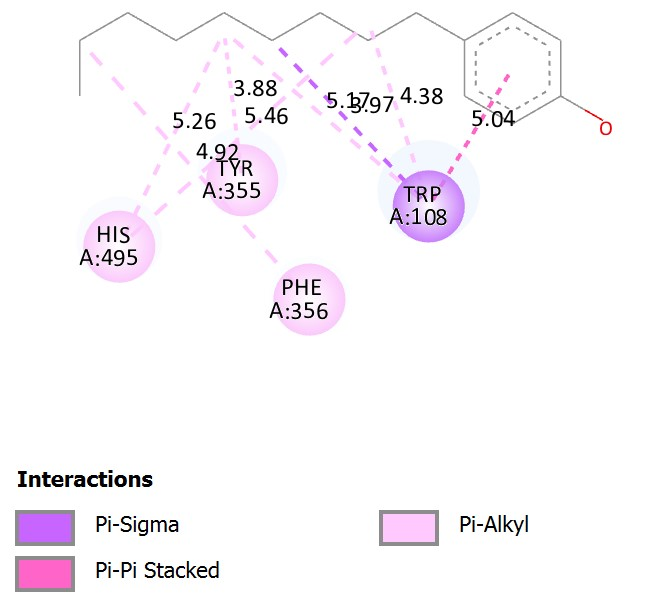 3.88
4.38
5.17
3.97
5.26
5.46
5.04
4.92
TYR
A:355
TRP
A:108
HIS
A:495
PHE
A:356
O
Interactions
Pi-Sigma
Pi-Alkyl
Pi-Pi Stacked